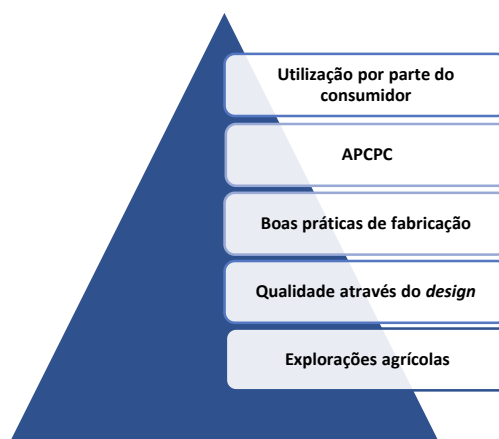 Utilização por parte do
consumidor
APCPC
Boas práticas de fabricação
Qualidade através do design
Explorações agrícolas